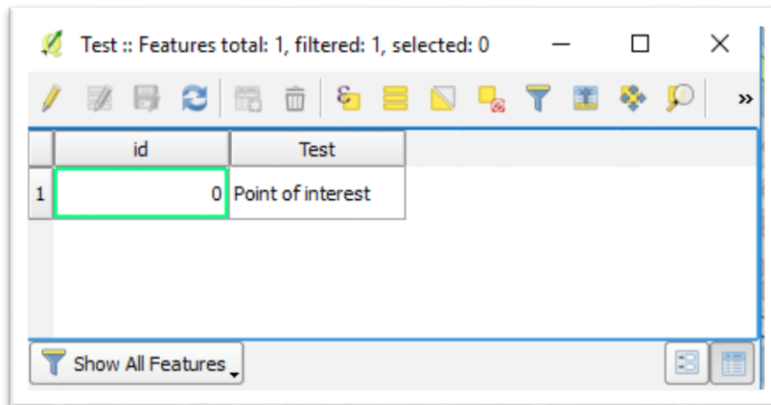 Test :: Features total: 1, filtered: 1, selected: 0
id Test
1 0 Point of interest
Show All Features